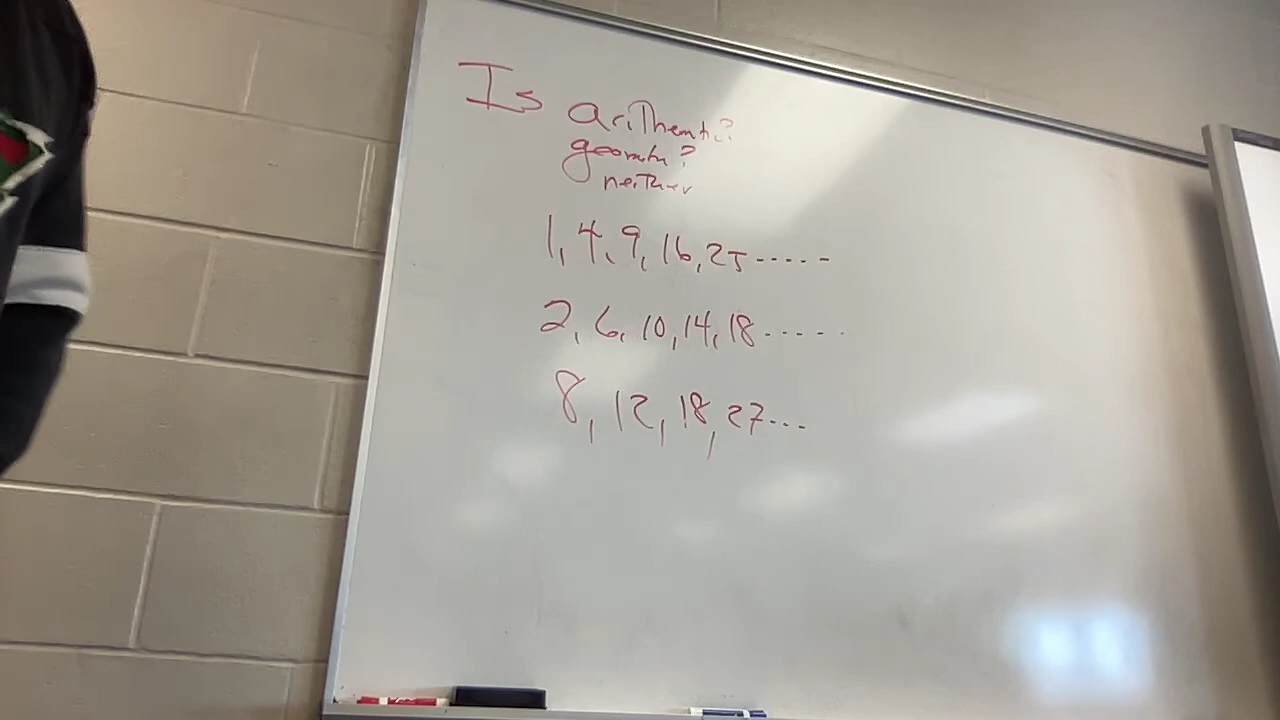 Is arithmetic?
geometric?
neither
1, 4, 9, 16, 25 -----
2, 6, 10, 14, 18 -----
8, 12, 18, 27...